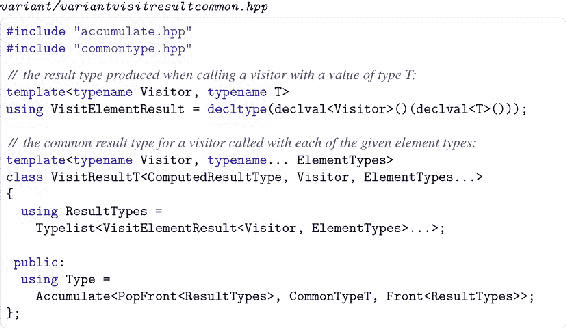 variant/variantvisitresultcommon.hpp
#include "accumulate.hpp"
#include "commontype.hpp"
// the result type produced when calling a visitor with a value of type T:
template<typename Visitor, typename T>
using VisitElementResult = decltype(declval<Visitor>()(declval<T>()));
// the common result type for a visitor called with each of the given element types:
template<typename Visitor, typename... ElementTypes>
class VisitResultT<ComputedResultType, Visitor, ElementTypes...>
{
using ResultTypes =
Typelist<VisitElementResult<Visitor, ElementTypes>...>;
public:
using Type =
Accumulate<PopFront<ResultTypes>, CommonTypeT, Front<ResultTypes>>;
};